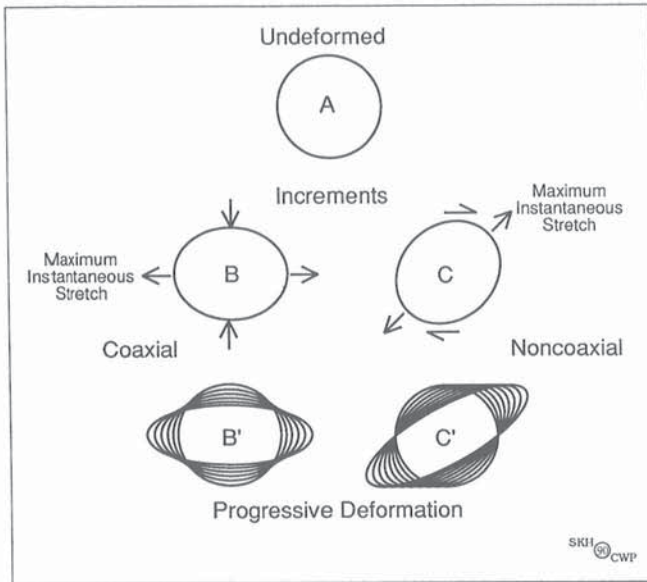 Undeformed
A
Increments
Maximum
Instantaneous
Stretch
Maximum
Instantaneous
Stretch
B
C
Coaxial
Noncoaxial
B'
C'
Progressive Deformation
SKH 90 CWP